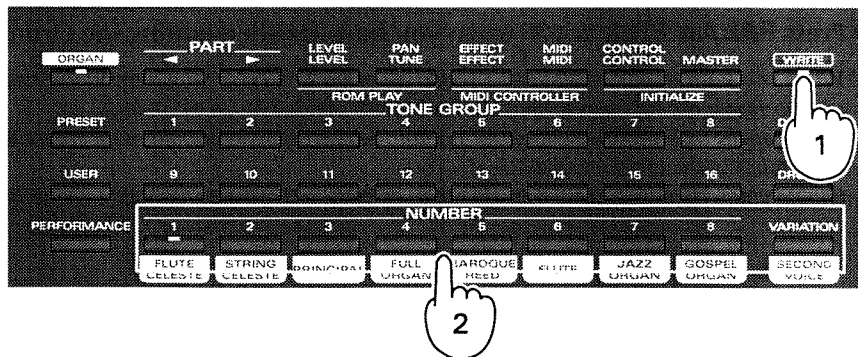 PART
ORGAN ◄ ► LEVEL PAN EFFECT MIDI CONTROL WRITE
LEVEL TUNE EFFECT MIDI CONTROL MASTER
ROM PLAY MIDI CONTROLLER INITIALIZE
TONE GROUP
PRESET 1 2 3 4 5 6 7 8
1
USER 9 10 11 12 13 14 15 16
NUMBER
PERFORMANCE 1 2 3 4 5 6 7 8 VARIATION
FLUTE STRING PRINCIPAL FULL BAROQUE FLUTE JAZZ GOSPEL SECOND
CELESTE CELESTE ORGAN REED ORGAN ORGAN VOICE
2